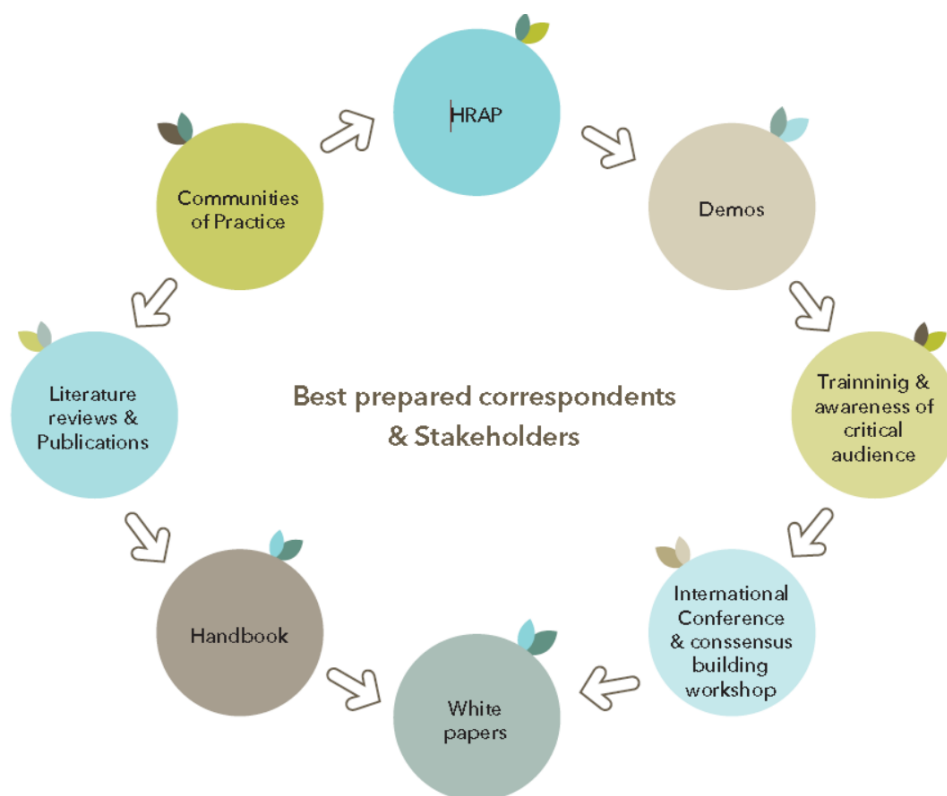 HRAP
Communities
of Practice
Demos
Literature
reviews &
Publications
Best prepared correspondents
& Stakeholders
Trainninig &
awareness of
critical
audience
Handbook
International
Conference
& conssensus
building
workshop
White
papers